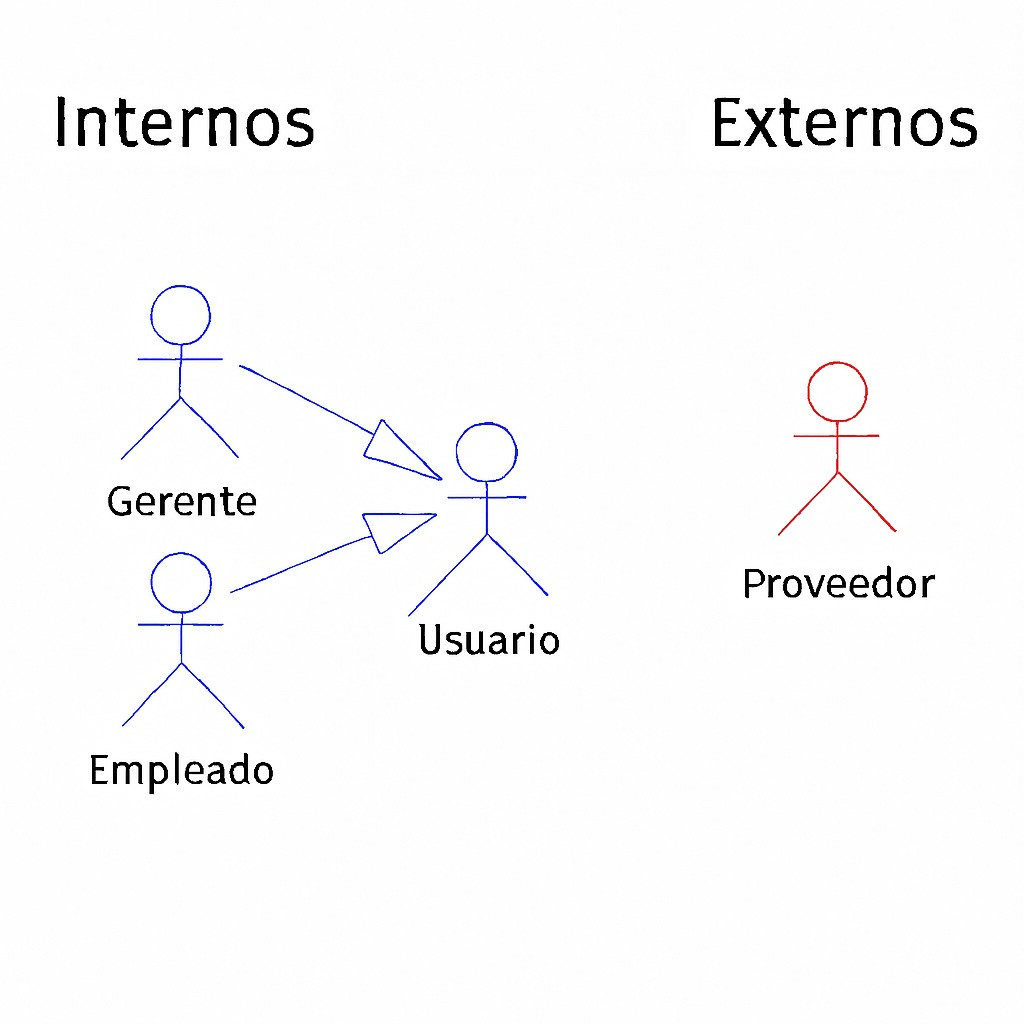 Internos
Externos
Gerente
Usuario
Proveedor
Empleado